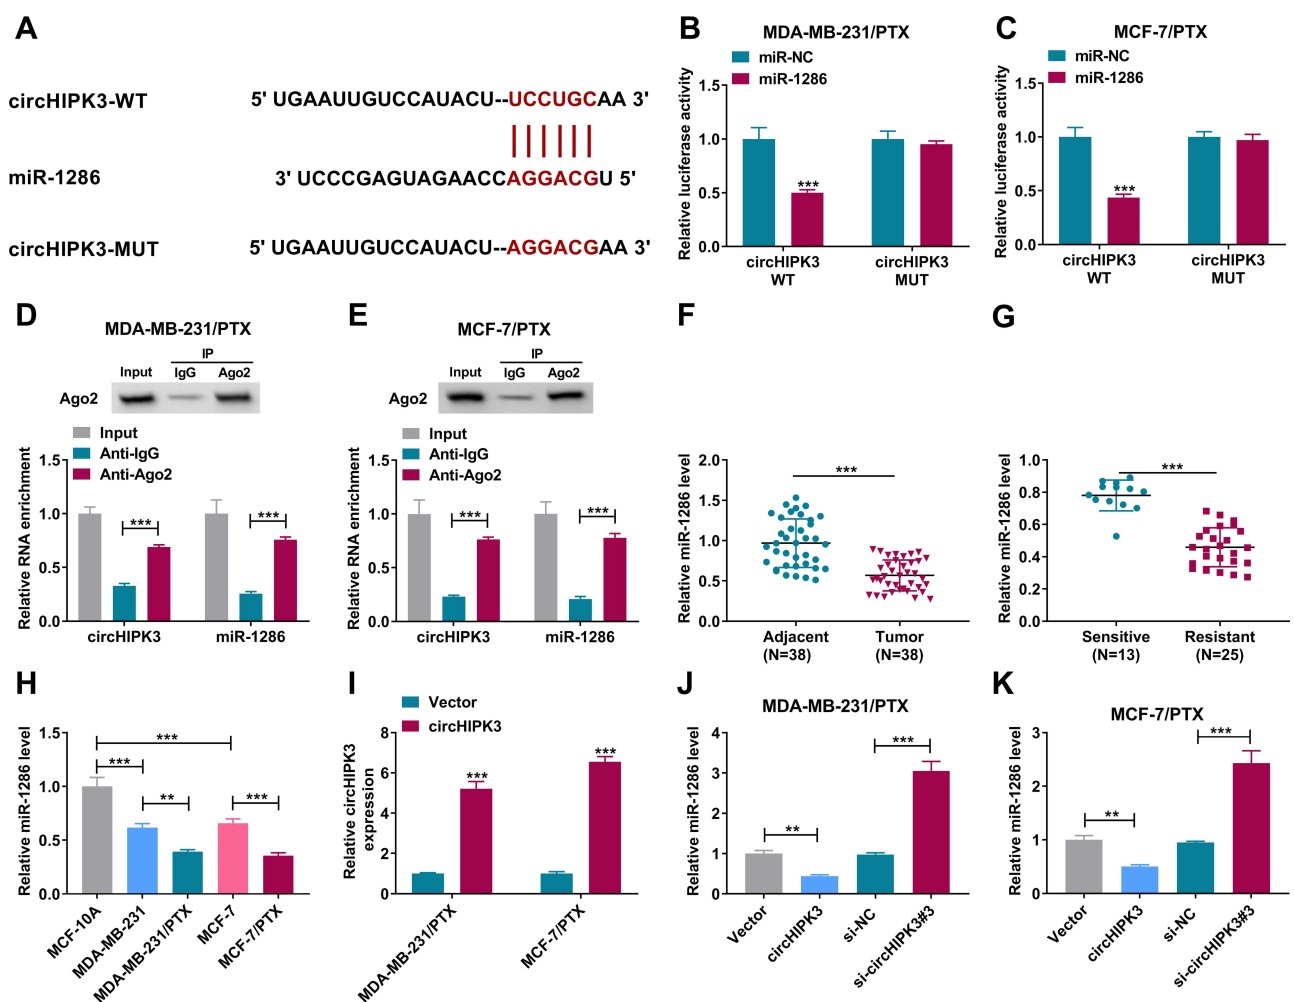 A
circHIPK3-WT
5' UGAAUUGUCCAUACU--UCCUGCAA 3'
miR-1286
3' UCCCGAGUAGAACCAGGACGU 5'
circHIPK3-MUT
5' UGAAUUGUCCAUACU--AGGACGAA 3'
B
MDA-MB-231/PTX
miR-NC
miR-1286
Relative luciferase activity
1.5
1.0
0.5
0.0
***
circHIPK3
WT
circHIPK3
MUT
C
MCF-7/PTX
miR-NC
miR-1286
Relative luciferase activity
1.5
1.0
0.5
0.0
***
circHIPK3
WT
circHIPK3
MUT
D
MDA-MB-231/PTX
IP
Input IgG Ago2
Ago2
Input
Anti-IgG
Anti-Ago2
Relative RNA enrichment
1.5
1.0
0.5
0.0
***
***
circHIPK3 miR-1286
E
MCF-7/PTX
IP
Input IgG Ago2
Ago2
Input
Anti-IgG
Anti-Ago2
Relative RNA enrichment
1.5
1.0
0.5
0.0
***
***
circHIPK3 miR-1286
F
Relative miR-1286 level
2.0
1.5
1.0
0.5
0.0
***
Adjacent
(N=38)
Tumor
(N=38)
G
Relative miR-1286 level
1.0
0.8
0.6
0.4
0.2
0.0
***
Sensitive
(N=13)
Resistant
(N=25)
H
Relative miR-1286 level
1.5
1.0
0.5
0.0
***
***
**
***
MCF-10A
MDA-MB-231
MDA-MB-231/PTX
MCF-7
MCF-7/PTX
I
Vector
circHIPK3
Relative circHIPK3
expression
8
6
4
2
0
***
***
MDA-MB-231/PTX
MCF-7/PTX
J
MDA-MB-231/PTX
Relative miR-1286 level
4
3
2
1
0
**
***
Vector
circHIPK3
si-NC
si-circHIPK3#3
K
MCF-7/PTX
Relative miR-1286 level
3
2
1
0
**
***
Vector
circHIPK3
si-NC
si-circHIPK3#3